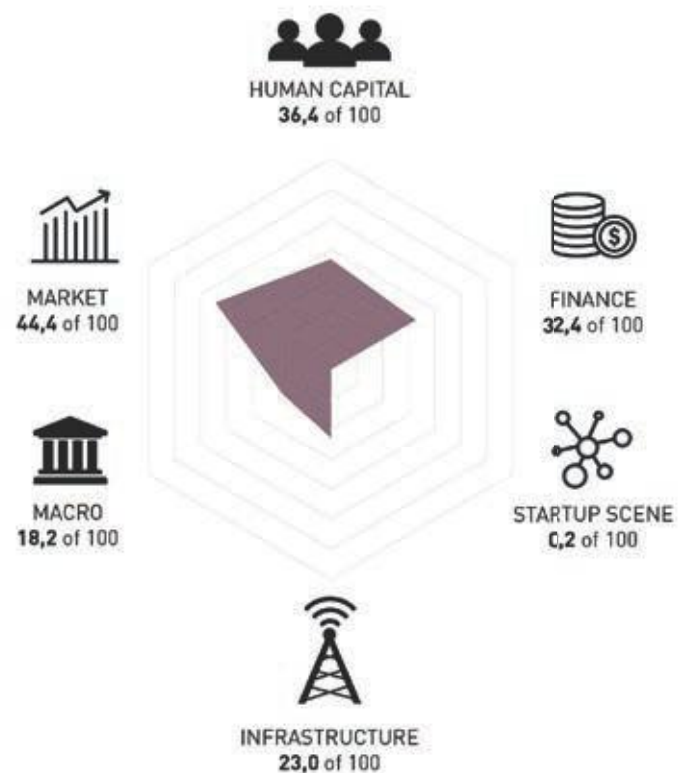 HUMAN CAPITAL
36,4 of 100
MARKET
44,4 of 100
$
FINANCE
32,4 of 100
MACRO
18,2 of 100
STARTUP SCENE
0,2 of 100
INFRASTRUCTURE
23,0 of 100